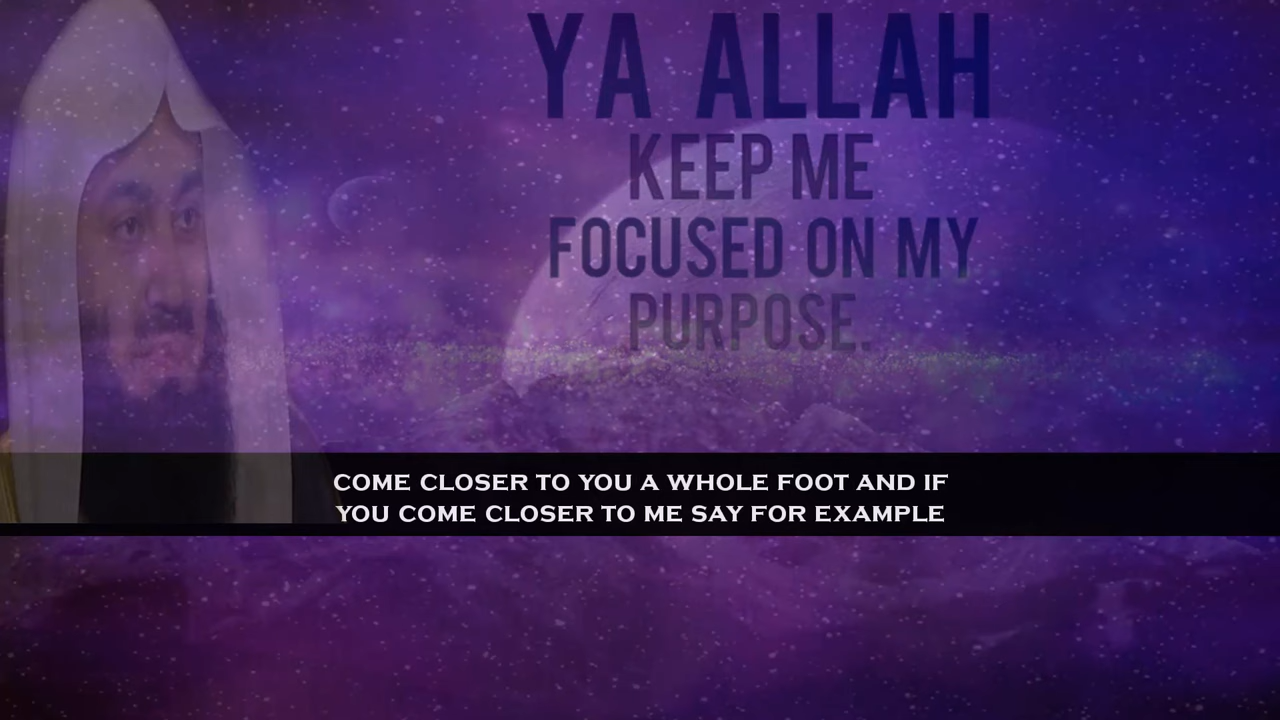 YA ALLAH
KEEP ME
FOCUSED ON MY
PURPOSE.
COME CLOSER TO YOU A WHOLE FOOT AND IF
YOU COME CLOSER TO ME SAY FOR EXAMPLE